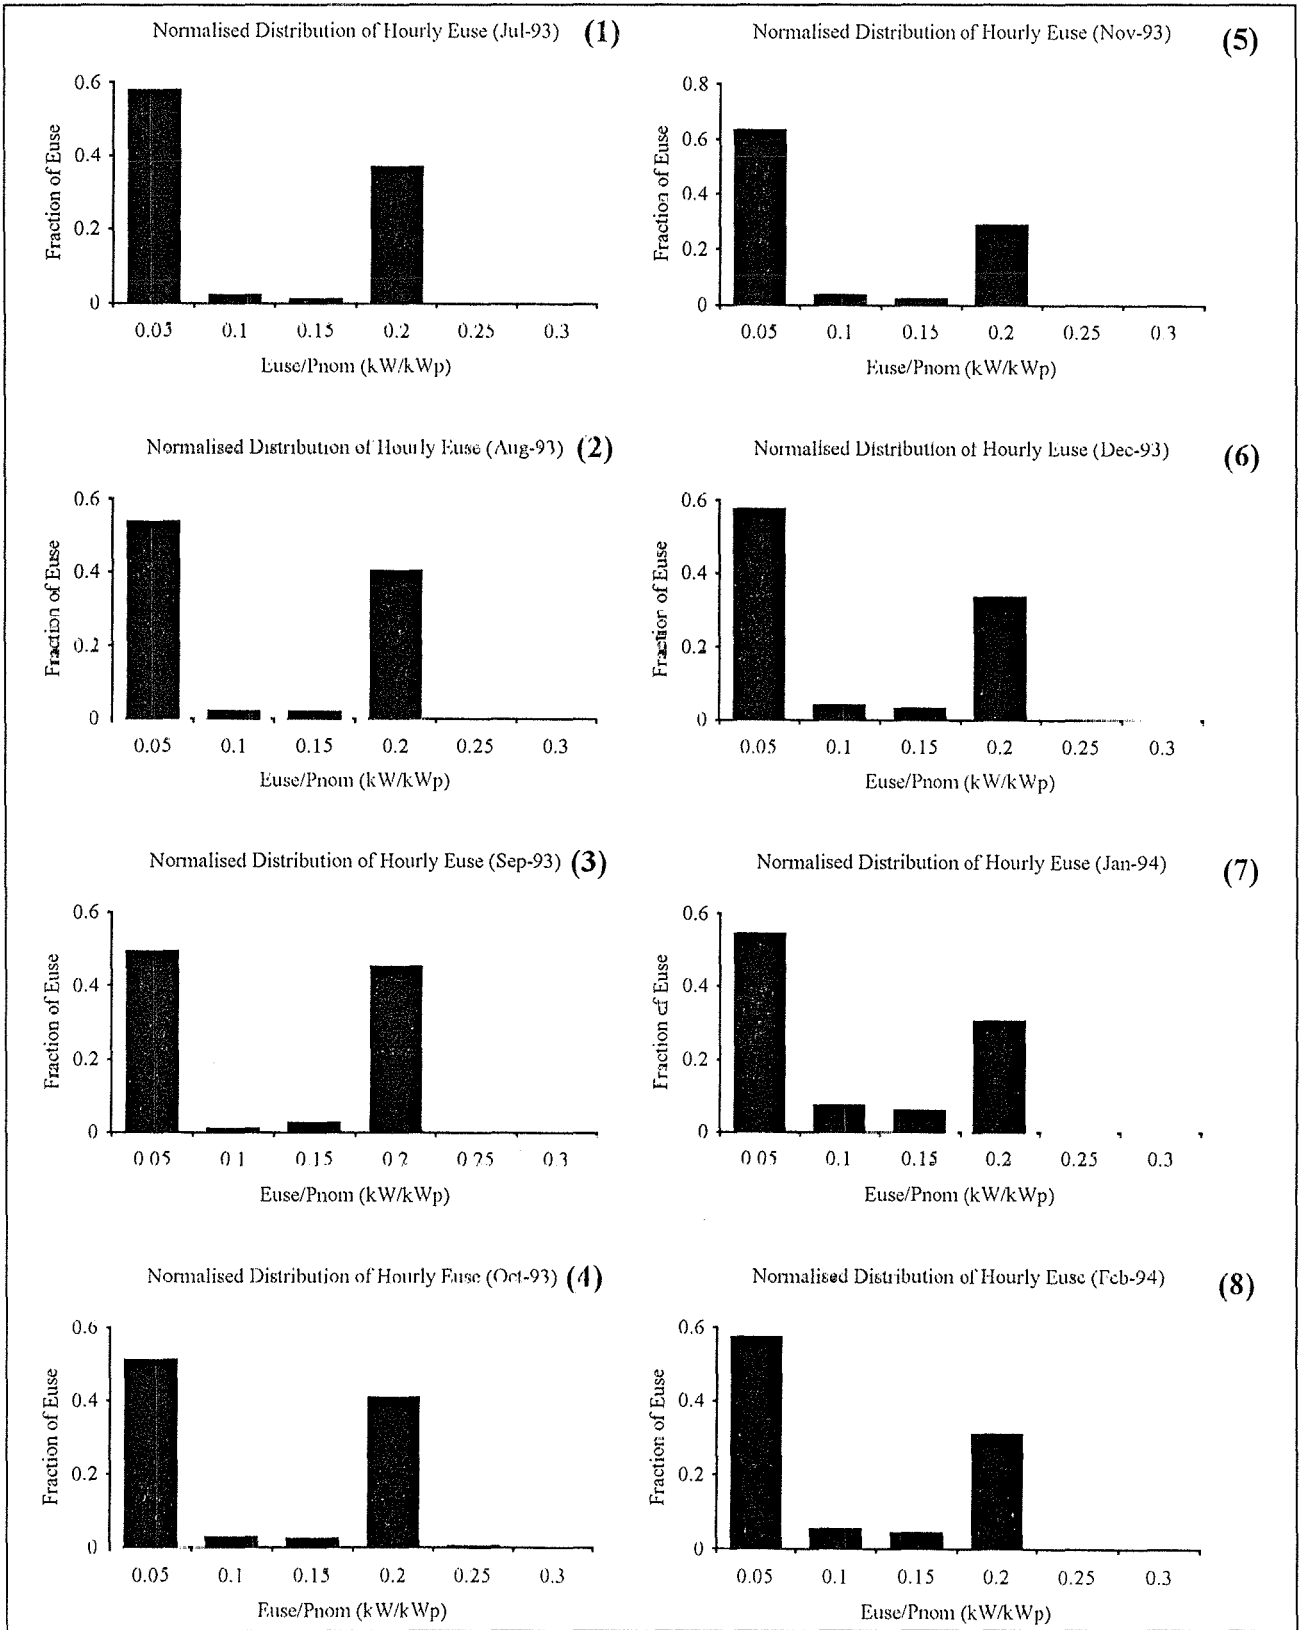 Normalised Distribution of Hourly Euse (Jul-93) (1)
0.6
0.4
0.2
0
Fraction of Euse
0.05 0.1 0.15 0.2 0.25 0.3
Euse/Pnom (kW/kWp)
Normalised Distribution of Hourly Euse (Aug-93) (2)
0.6
0.4
0.2
0
Fraction of Euse
0.05 0.1 0.15 0.2 0.25 0.3
Euse/Pnom (kW/kWp)
Normalised Distribution of Hourly Euse (Sep-93) (3)
0.6
0.4
0.2
0
Fraction of Euse
0.05 0.1 0.15 0.2 0.25 0.3
Euse/Pnom (kW/kWp)
Normalised Distribution of Hourly Euse (Oct-93) (4)
0.6
0.4
0.2
0
Fraction of Euse
0.05 0.1 0.15 0.2 0.25 0.3
Euse/Pnom (kW/kWp)
Normalised Distribution of Hourly Euse (Nov-93) (5)
0.8
0.6
0.4
0.2
0
Fraction of Euse
0.05 0.1 0.15 0.2 0.25 0.3
Euse/Pnom (kW/kWp)
Normalised Distribution of Hourly Euse (Dec-93) (6)
0.6
0.4
0.2
0
Fraction of Euse
0.05 0.1 0.15 0.2 0.25 0.3
Euse/Pnom (kW/kWp)
Normalised Distribution of Hourly Euse (Jan-94) (7)
0.6
0.4
0.2
0
Fraction of Euse
0.05 0.1 0.15 0.2 0.25 0.3
Euse/Pnom (kW/kWp)
Normalised Distribution of Hourly Euse (Feb-94) (8)
0.6
0.4
0.2
0
Fraction of Euse
0.05 0.1 0.15 0.2 0.25 0.3
Euse/Pnom (kW/kWp)